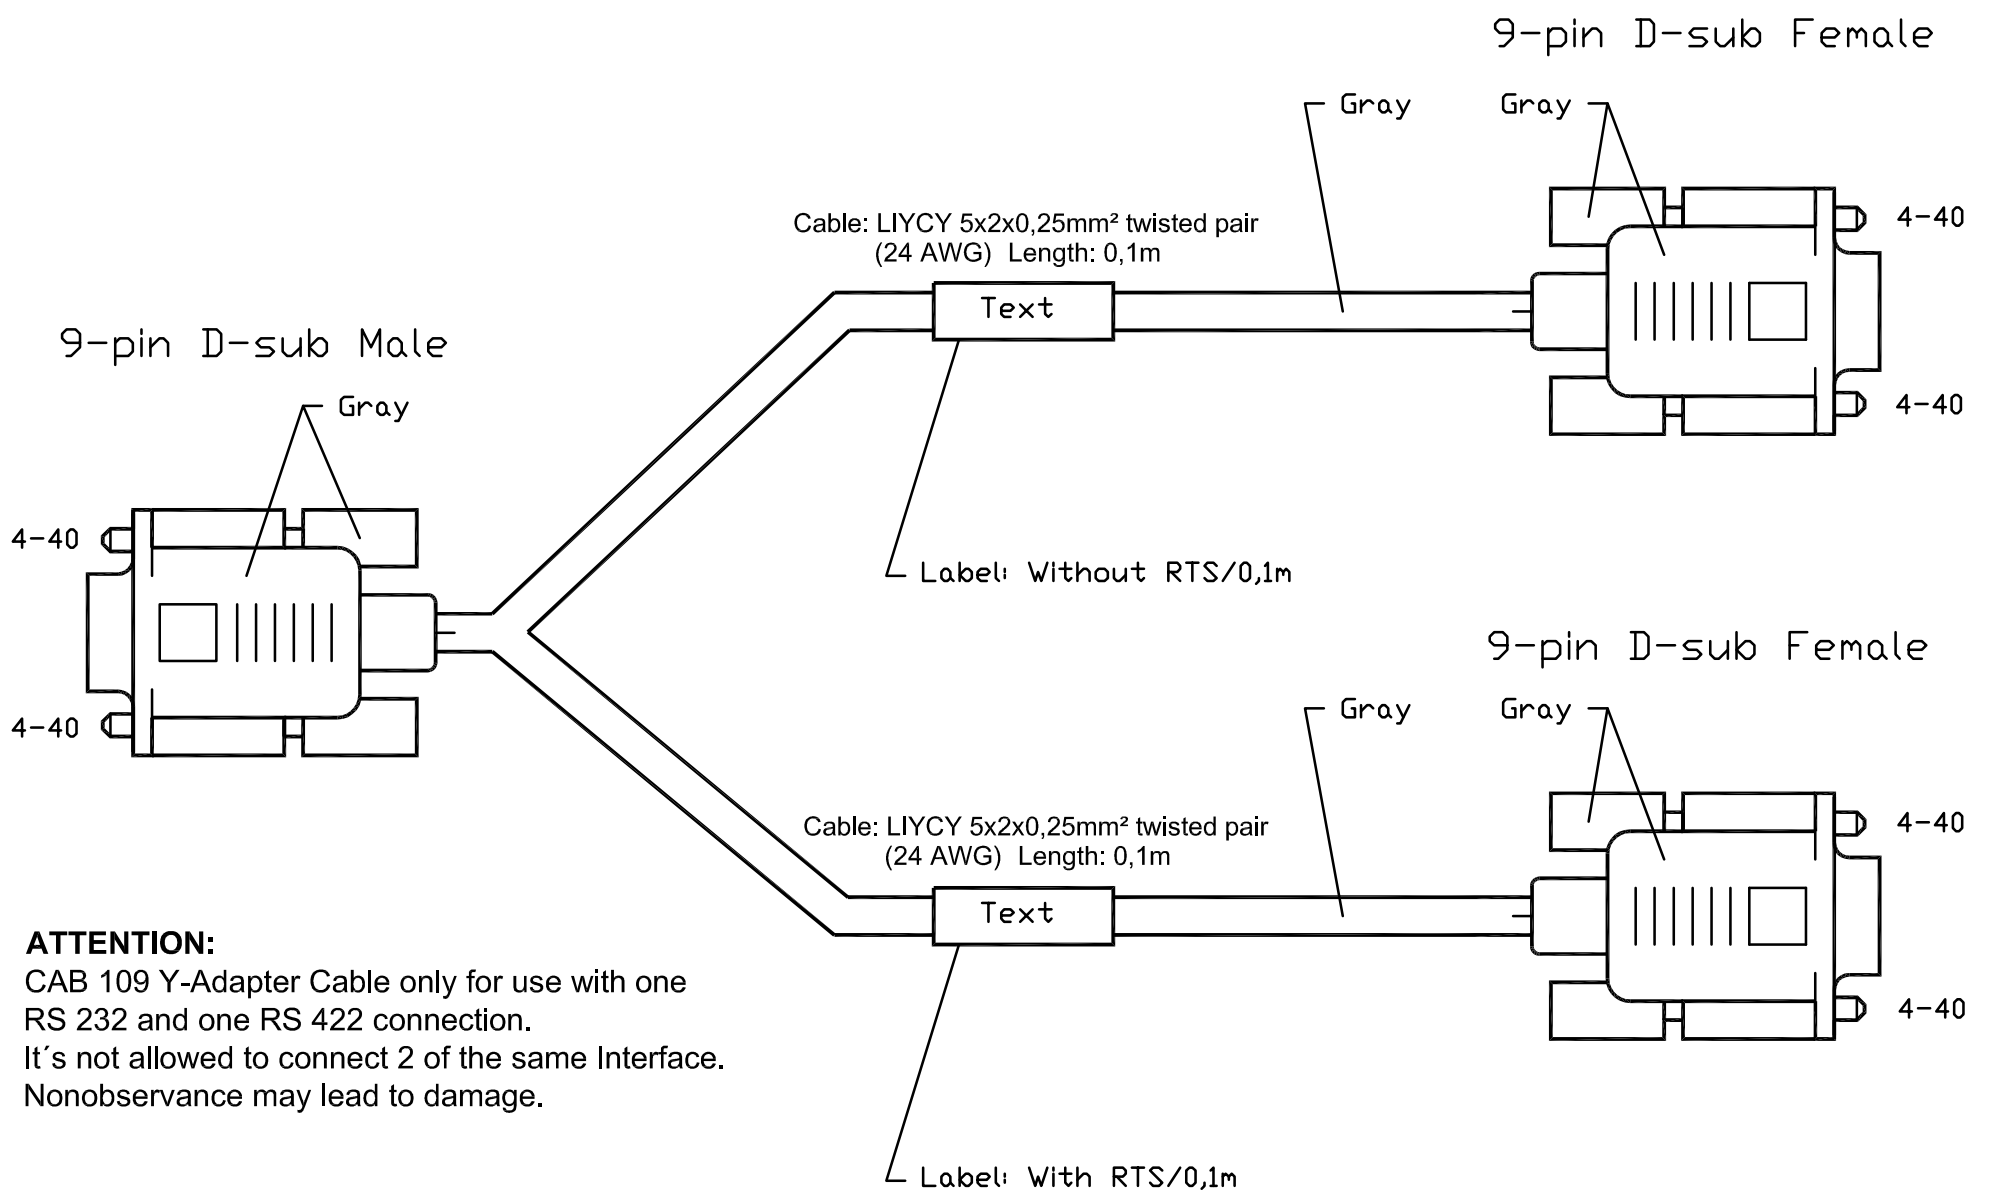 9-pin D-sub Female
Gray
Gray
4-40
Cable: LIYCY 5x2x0,25mm² twisted pair
(24 AWG) Length: 0,1m
Text
4-40
9-pin D-sub Male
Gray
4-40
4-40
Label: Without RTS/0,1m
9-pin D-sub Female
Gray
Gray
4-40
Cable: LIYCY 5x2x0,25mm² twisted pair
(24 AWG) Length: 0,1m
Text
4-40
ATTENTION:
CAB 109 Y-Adapter Cable only for use with one
RS 232 and one RS 422 connection.
It´s not allowed to connect 2 of the same Interface.
Nonobservance may lead to damage.
Label: With RTS/0,1m